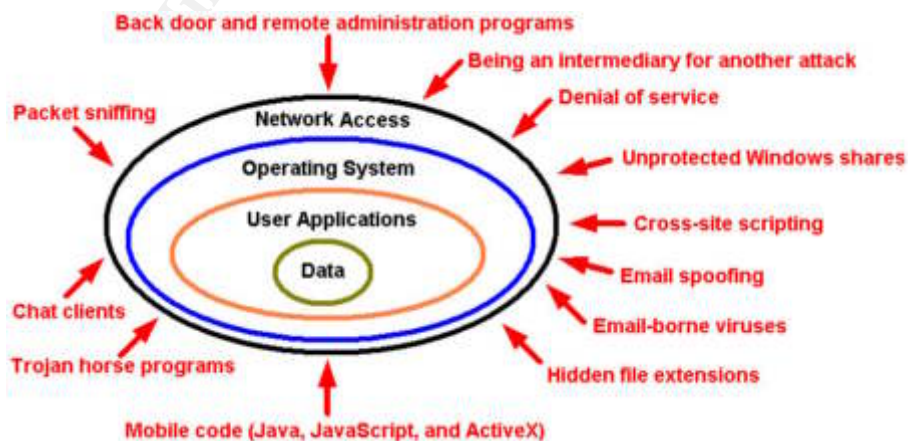 Back door and remote administration programs
Being an intermediary for another attack
Denial of service
Packet sniffing
Network Access
Operating System
Unprotected Windows shares
User Applications
Cross-site scripting
Data
Email spoofing
Chat clients
Email-borne viruses
Trojan horse programs
Hidden file extensions
Mobile code (Java, JavaScript, and ActiveX)